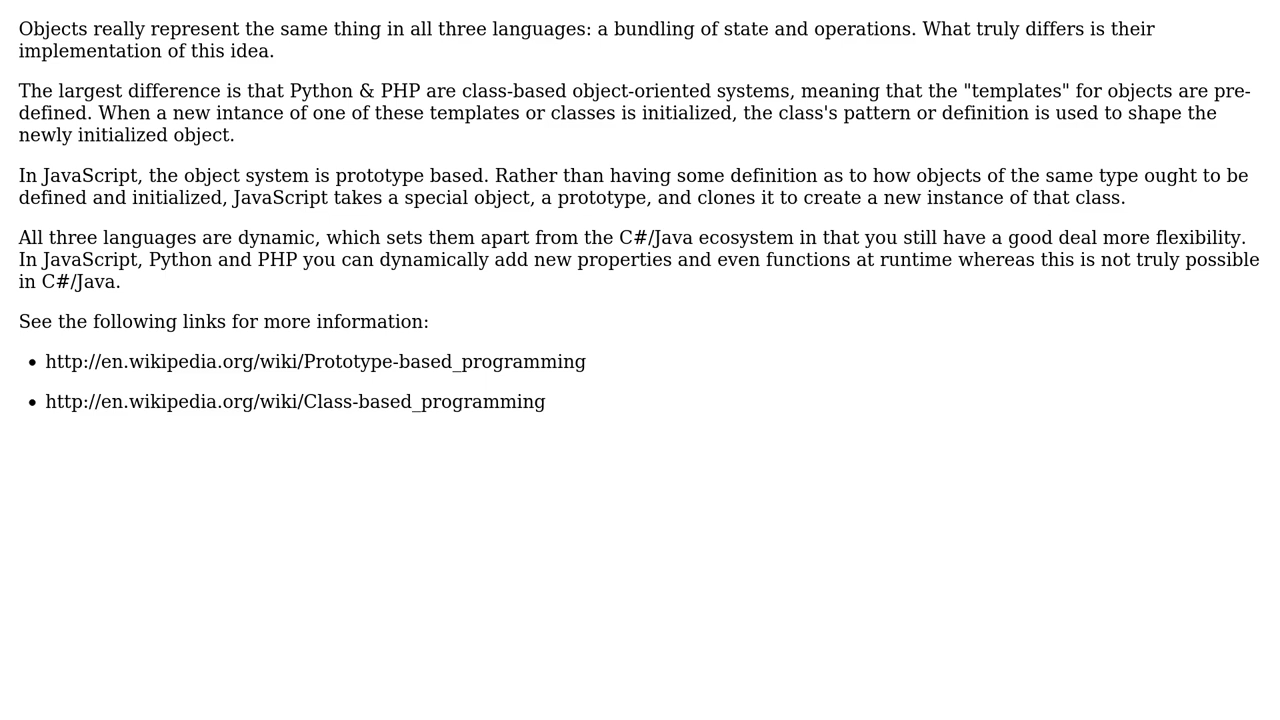 Objects really represent the same thing in all three languages: a bundling of state and operations. What truly differs is their
implementation of this idea.
The largest difference is that Python & PHP are class-based object-oriented systems, meaning that the "templates" for objects are pre-
defined. When a new intance of one of these templates or classes is initialized, the class's pattern or definition is used to shape the
newly initialized object.
In JavaScript, the object system is prototype based. Rather than having some definition as to how objects of the same type ought to be
defined and initialized, JavaScript takes a special object, a prototype, and clones it to create a new instance of that class.
All three languages are dynamic, which sets them apart from the C#/Java ecosystem in that you still have a good deal more flexibility.
In JavaScript, Python and PHP you can dynamically add new properties and even functions at runtime whereas this is not truly possible
in C#/Java.
See the following links for more information:
• http://en.wikipedia.org/wiki/Prototype-based_programming
• http://en.wikipedia.org/wiki/Class-based_programming